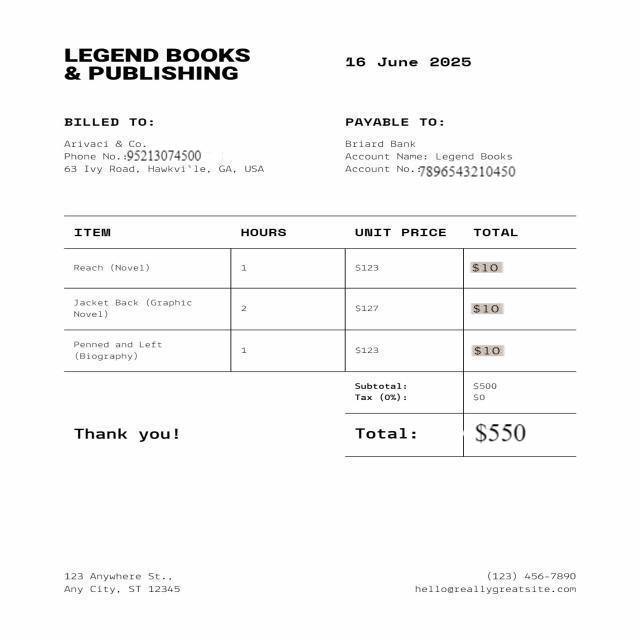 LEGEND BOOKS
& PUBLISHING
16 June 2025
BILLED TO:
Arivaci & Co.
Phone No.:95213074500
63 Ivy Road, Hawkvi`le, GA, USA
PAYABLE TO:
Briard Bank
Account Name: Legend Books
Account No.:7896543210450
ITEM HOURS UNIT PRICE TOTAL
Reach (Novel) 1 $123 $10
Jacket Back (Graphic
Novel) 2 $127 $10
Penned and Left
(Biography) 1 $123 $10
Subtotal: $500
Tax (0%): $0
Thank you! Total: $550
123 Anywhere St.,
Any City, ST 12345
(123) 456-7890
hello@reallygreatsite.com